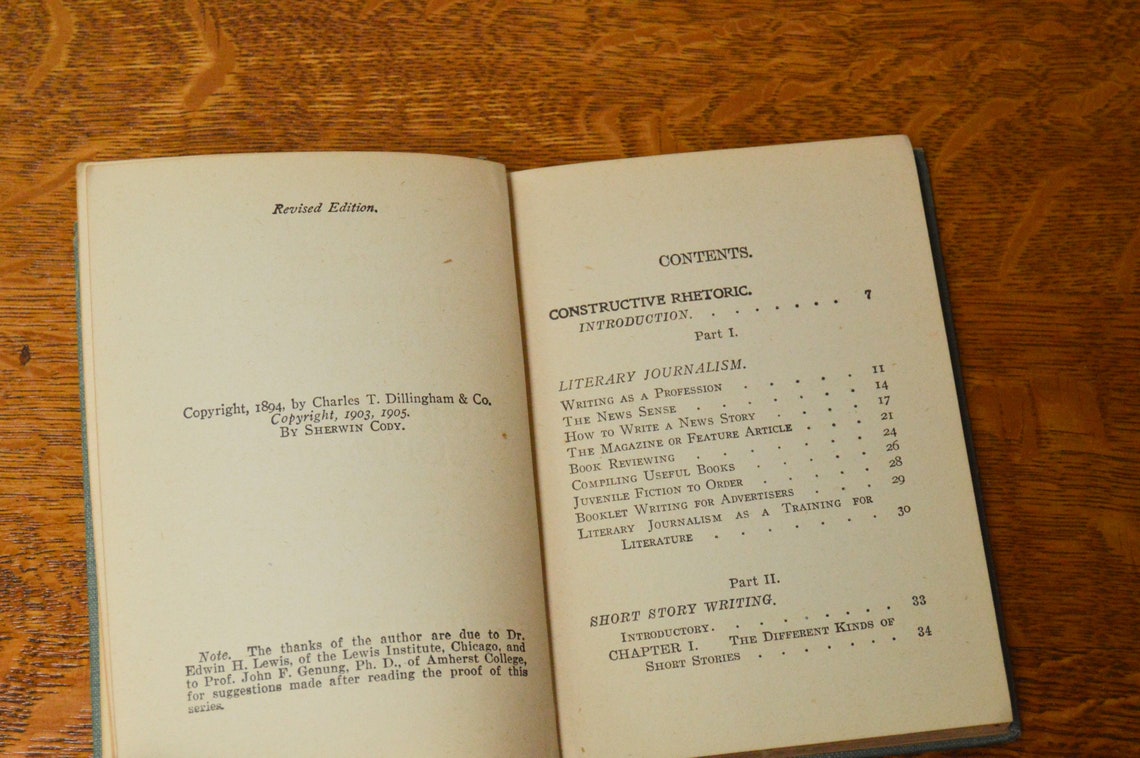 Revised Edition.
Copyright, 1894, by Charles T. Dillingham & Co.
Copyright, 1903, 1905.
By Sherwin Cody.
Note. The thanks of the author are due to Dr.
Edwin H. Lewis, of the Lewis Institute, Chicago, and
to Prof. John F. Genung, Ph. D., of Amherst College,
for suggestions made after reading the proof of this
series.
CONTENTS.
CONSTRUCTIVE RHETORIC.
INTRODUCTION. . . . . . . . 7
Part I.
LITERARY JOURNALISM.
Writing as a Profession . . . . . 11
The News Sense . . . . . . 14
How to Write a News Story . . . . 17
The Magazine or Feature Article . . . 21
Book Reviewing . . . . . . 24
Compiling Useful Books . . . . . 26
Juvenile Fiction to Order . . . . 28
Booklet Writing for Advertisers . . . 29
Literary Journalism as a Training for
Literature . . . . . . 30
Part II.
SHORT STORY WRITING.
Introductory. . . . . . . . 33
CHAPTER I. The Different Kinds of
Short Stories . . . . . . 34